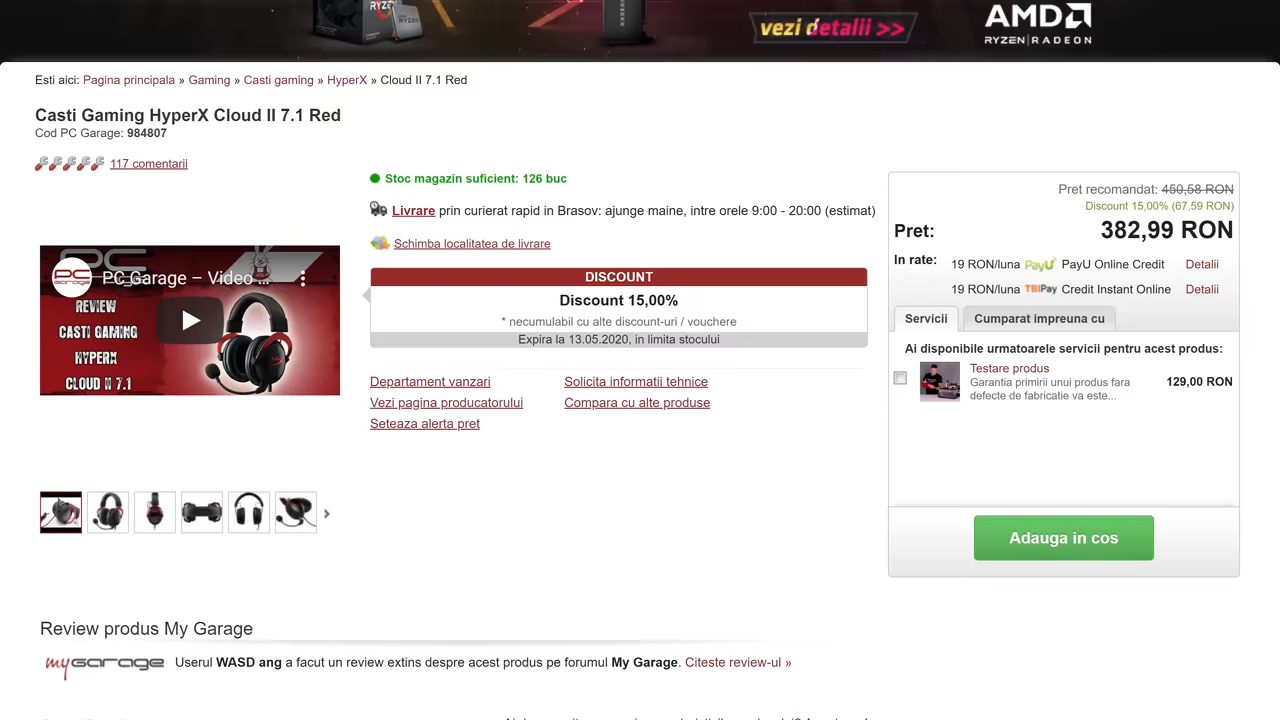 RYZEN
RYZEN
RADEON
vezi detalii >>
AMD
RYZEN | RADEON
Esti aici: Pagina principala » Gaming » Casti gaming » HyperX » Cloud II 7.1 Red
Casti Gaming HyperX Cloud II 7.1 Red
Cod PC Garage: 984807
117 comentarii
PC Garage – Video ...
PC
garage
REVIEW
CASTI GAMING
HYPERX
CLOUD II 7.1
Stoc magazin suficient: 126 buc
Livrare prin curierat rapid in Brasov: ajunge maine, intre orele 9:00 - 20:00 (estimat)
Schimba localitatea de livrare
DISCOUNT
Discount 15,00%
* necumulabil cu alte discount-uri / vouchere
Expira la 13.05.2020, in limita stocului
Departament vanzari
Solicita informatii tehnice
Vezi pagina producatorului
Compara cu alte produse
Seteaza alerta pret
Pret recomandat: 450,58 RON
Discount 15,00% (67,59 RON)
Pret: 382,99 RON
In rate: 19 RON/luna PayU PayU Online Credit Detalii
19 RON/luna TBI Pay Credit Instant Online Detalii
Servicii
Cumparat impreuna cu
Ai disponibile urmatoarele servicii pentru acest produs:
Testare produs
Garantia primirii unui produs fara
defecte de fabricatie va este...
129,00 RON
Adauga in cos
Review produs My Garage
mygarage
Userul WASD ang a facut un review extins despre acest produs pe forumul My Garage. Citeste review-ul »